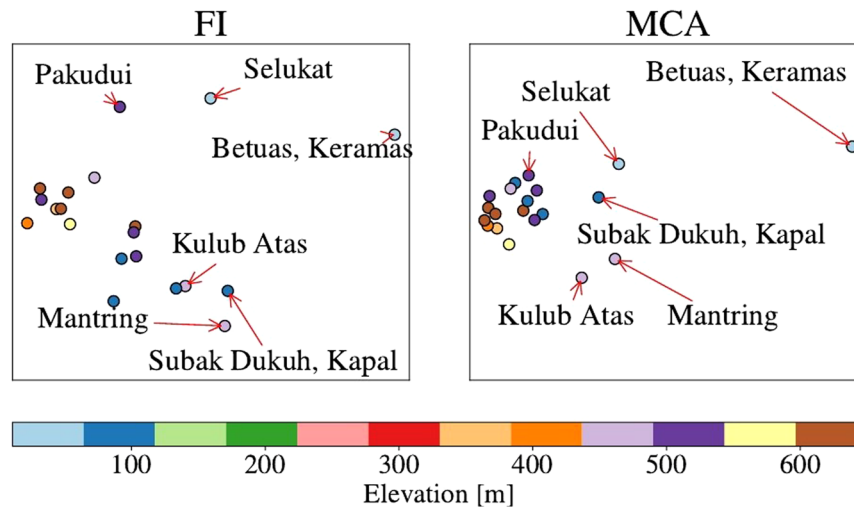 FI
MCA
Pakudui
Selukat
Betuas, Keramas
Kulub Atas
Mantring
Subak Dukuh, Kapal
Betuas, Keramas
Selukat
Pakudui
Subak Dukuh, Kapal
Kulub Atas
Mantring
100 200 300 400 500 600
Elevation [m]